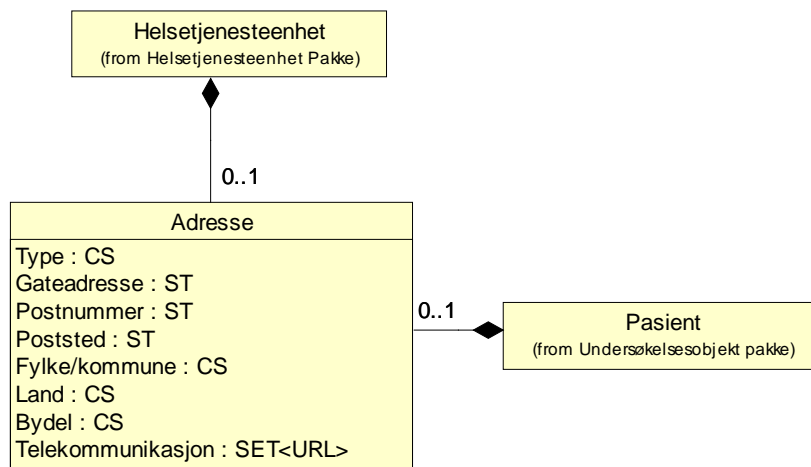 Helsetjenesteenhet
(from Helsetjenesteenhet Pakke)
0..1
Adresse
Type : CS
Gateadresse : ST
Postnummer : ST
Poststed : ST
Fylke/kommune : CS
Land : CS
Bydel : CS
Telekommunikasjon : SET<URL>
0..1
Pasient
(from Undersøkelsesobjekt pakke)